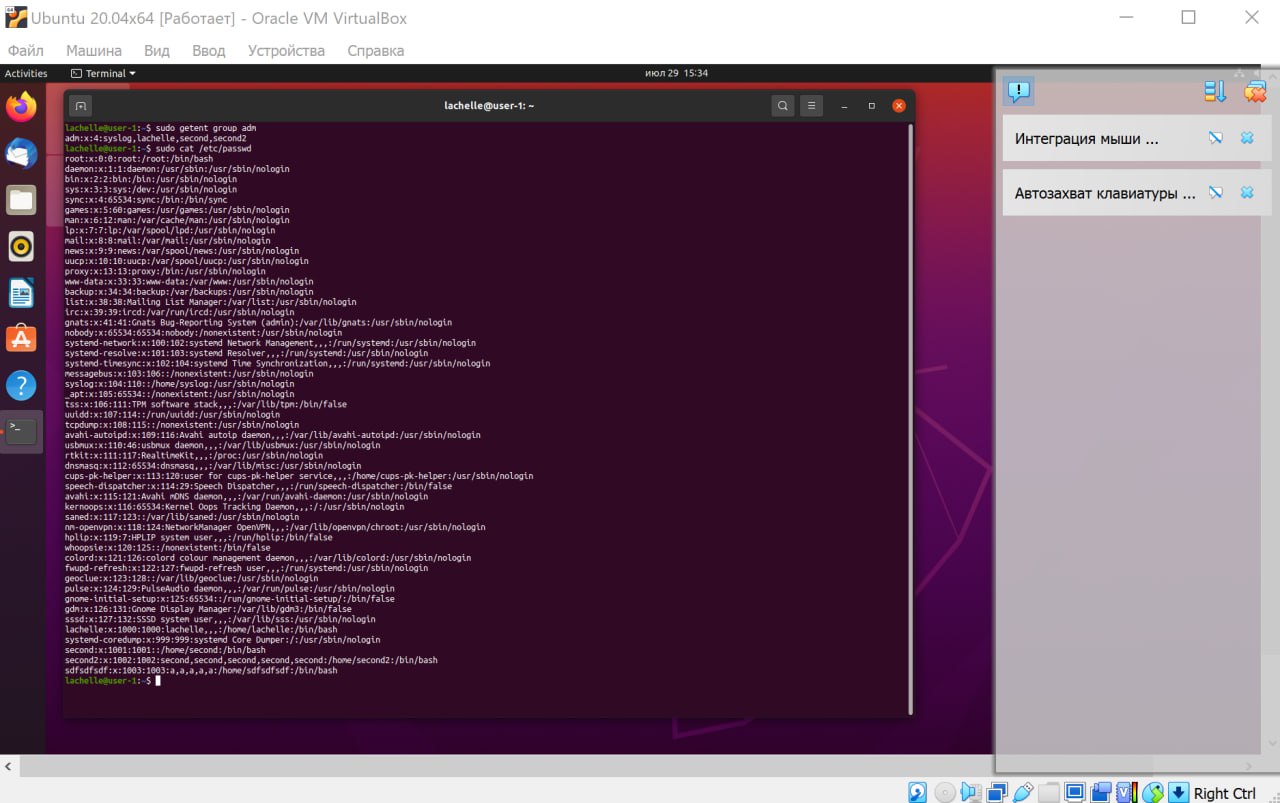 Ubuntu 20.04x64 [Работает] - Oracle VM VirtualBox
Файл Машина Вид Ввод Устройства Справка
Activities Terminal июл 29 15:34
lachelle@user-1: ~
lachelle@user-1:~$ sudo getent group adm
adm:x:4:syslog,lachelle,second,second2
lachelle@user-1:~$ sudo cat /etc/passwd
root:x:0:0:root:/root:/bin/bash
daemon:x:1:1:daemon:/usr/sbin:/usr/sbin/nologin
bin:x:2:2:bin:/bin:/usr/sbin/nologin
sys:x:3:3:sys:/dev:/usr/sbin/nologin
sync:x:4:65534:sync:/bin:/bin/sync
games:x:5:60:games:/usr/games:/usr/sbin/nologin
man:x:6:12:man:/var/cache/man:/usr/sbin/nologin
lp:x:7:7:lp:/var/spool/lpd:/usr/sbin/nologin
mail:x:8:8:mail:/var/mail:/usr/sbin/nologin
news:x:9:9:news:/var/spool/news:/usr/sbin/nologin
uucp:x:10:10:uucp:/var/spool/uucp:/usr/sbin/nologin
proxy:x:13:13:proxy:/bin:/usr/sbin/nologin
www-data:x:33:33:www-data:/var/www:/usr/sbin/nologin
backup:x:34:34:backup:/var/backups:/usr/sbin/nologin
list:x:38:38:Mailing List Manager:/var/list:/usr/sbin/nologin
irc:x:39:39:ircd:/var/run/ircd:/usr/sbin/nologin
gnats:x:41:41:Gnats Bug-Reporting System (admin):/var/lib/gnats:/usr/sbin/nologin
nobody:x:65534:65534:nobody:/nonexistent:/usr/sbin/nologin
systemd-network:x:100:102:systemd Network Management,,,:/run/systemd:/usr/sbin/nologin
systemd-resolve:x:101:103:systemd Resolver,,,:/run/systemd:/usr/sbin/nologin
systemd-timesync:x:102:104:systemd Time Synchronization,,,:/run/systemd:/usr/sbin/nologin
messagebus:x:103:106::/nonexistent:/usr/sbin/nologin
syslog:x:104:110::/home/syslog:/usr/sbin/nologin
_apt:x:105:65534::/nonexistent:/usr/sbin/nologin
tss:x:106:111:TPM software stack,,,:/var/lib/tpm:/bin/false
uuidd:x:107:114::/run/uuidd:/usr/sbin/nologin
tcpdump:x:108:115::/nonexistent:/usr/sbin/nologin
avahi-autoipd:x:109:116:Avahi autoip daemon,,,:/var/lib/avahi-autoipd:/usr/sbin/nologin
usbmux:x:110:46:usbmux daemon,,,:/var/lib/usbmux:/usr/sbin/nologin
rtkit:x:111:117:RealtimeKit,,,:/proc:/usr/sbin/nologin
dnsmasq:x:112:65534:dnsmasq,,,:/var/lib/misc:/usr/sbin/nologin
cups-pk-helper:x:113:120:user for cups-pk-helper service,,,:/home/cups-pk-helper:/usr/sbin/nologin
speech-dispatcher:x:114:29:Speech Dispatcher,,,:/run/speech-dispatcher:/bin/false
avahi:x:115:121:Avahi mDNS daemon,,,:/var/run/avahi-daemon:/usr/sbin/nologin
kernoops:x:116:65534:Kernel Oops Tracking Daemon,,,:/:/usr/sbin/nologin
saned:x:117:123::/var/lib/saned:/usr/sbin/nologin
nm-openvpn:x:118:124:NetworkManager OpenVPN,,,:/var/lib/openvpn/chroot:/usr/sbin/nologin
hplip:x:119:7:HPLIP system user,,,:/run/hplip:/bin/false
whoopsie:x:120:125::/nonexistent:/bin/false
colord:x:121:126:colord colour management daemon,,,:/var/lib/colord:/usr/sbin/nologin
fwupd-refresh:x:122:127:fwupd-refresh user,,,:/run/systemd:/usr/sbin/nologin
geoclue:x:123:128::/var/lib/geoclue:/usr/sbin/nologin
pulse:x:124:129:PulseAudio daemon,,,:/var/run/pulse:/usr/sbin/nologin
gnome-initial-setup:x:125:65534::/run/gnome-initial-setup/:/bin/false
gdm:x:126:131:Gnome Display Manager:/var/lib/gdm3:/bin/false
sssd:x:127:132:SSSD system user,,,:/var/lib/sss:/usr/sbin/nologin
lachelle:x:1000:1000:lachelle,,,:/home/lachelle:/bin/bash
systemd-coredump:x:999:999:systemd Core Dumper:/:/usr/sbin/nologin
second:x:1001:1001::/home/second:/bin/bash
second2:x:1002:1002:second,second,second,second,second:/home/second2:/bin/bash
sdfsdfsdf:x:1003:1003:a,a,a,a,a:/home/sdfsdfsdf:/bin/bash
lachelle@user-1:~$
Интеграция мыши ...
Автозахват клавиатуры ...
Right Ctrl